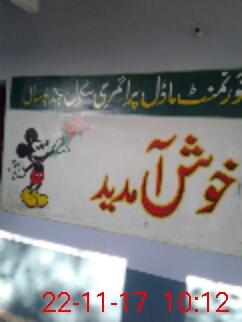 گورنمنٹ ماڈل پرائمری سکول
خوش آمدید
22-11-17 10:12